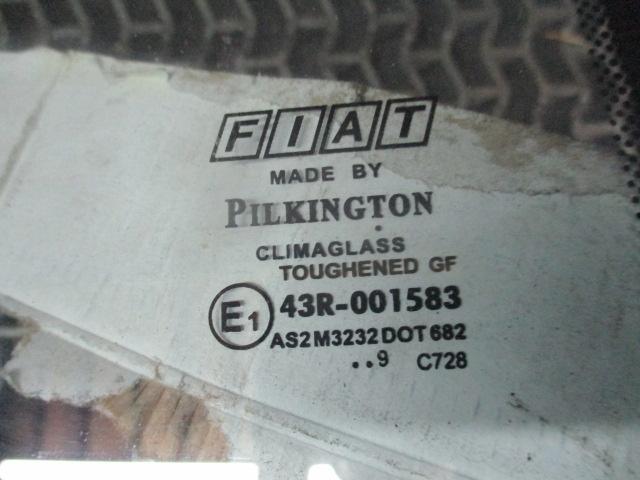 FIAT
MADE BY
PILKINGTON
CLIMAGLASS
TOUGHENED GF
E1 43R-001583
AS2 M3232 DOT 682
..9 C728